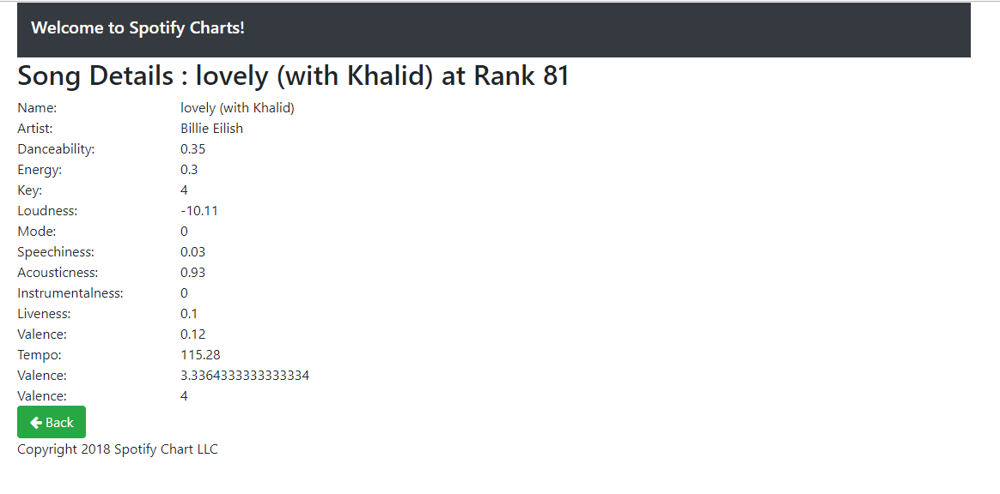 Welcome to Spotify Charts!
Song Details : lovely (with Khalid) at Rank 81
Name: lovely (with Khalid)
Artist: Billie Eilish
Danceability: 0.35
Energy: 0.3
Key: 4
Loudness: -10.11
Mode: 0
Speechiness: 0.03
Acousticness: 0.93
Instrumentalness: 0
Liveness: 0.1
Valence: 0.12
Tempo: 115.28
Valence: 3.3364333333333334
Valence: 4
Back
Copyright 2018 Spotify Chart LLC